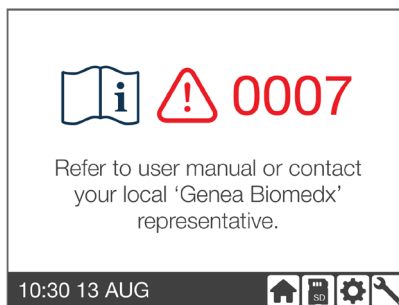 i ! 0007
Refer to user manual or contact
your local ‘Genea Biomedx’
representative.
10:30 13 AUG
SD